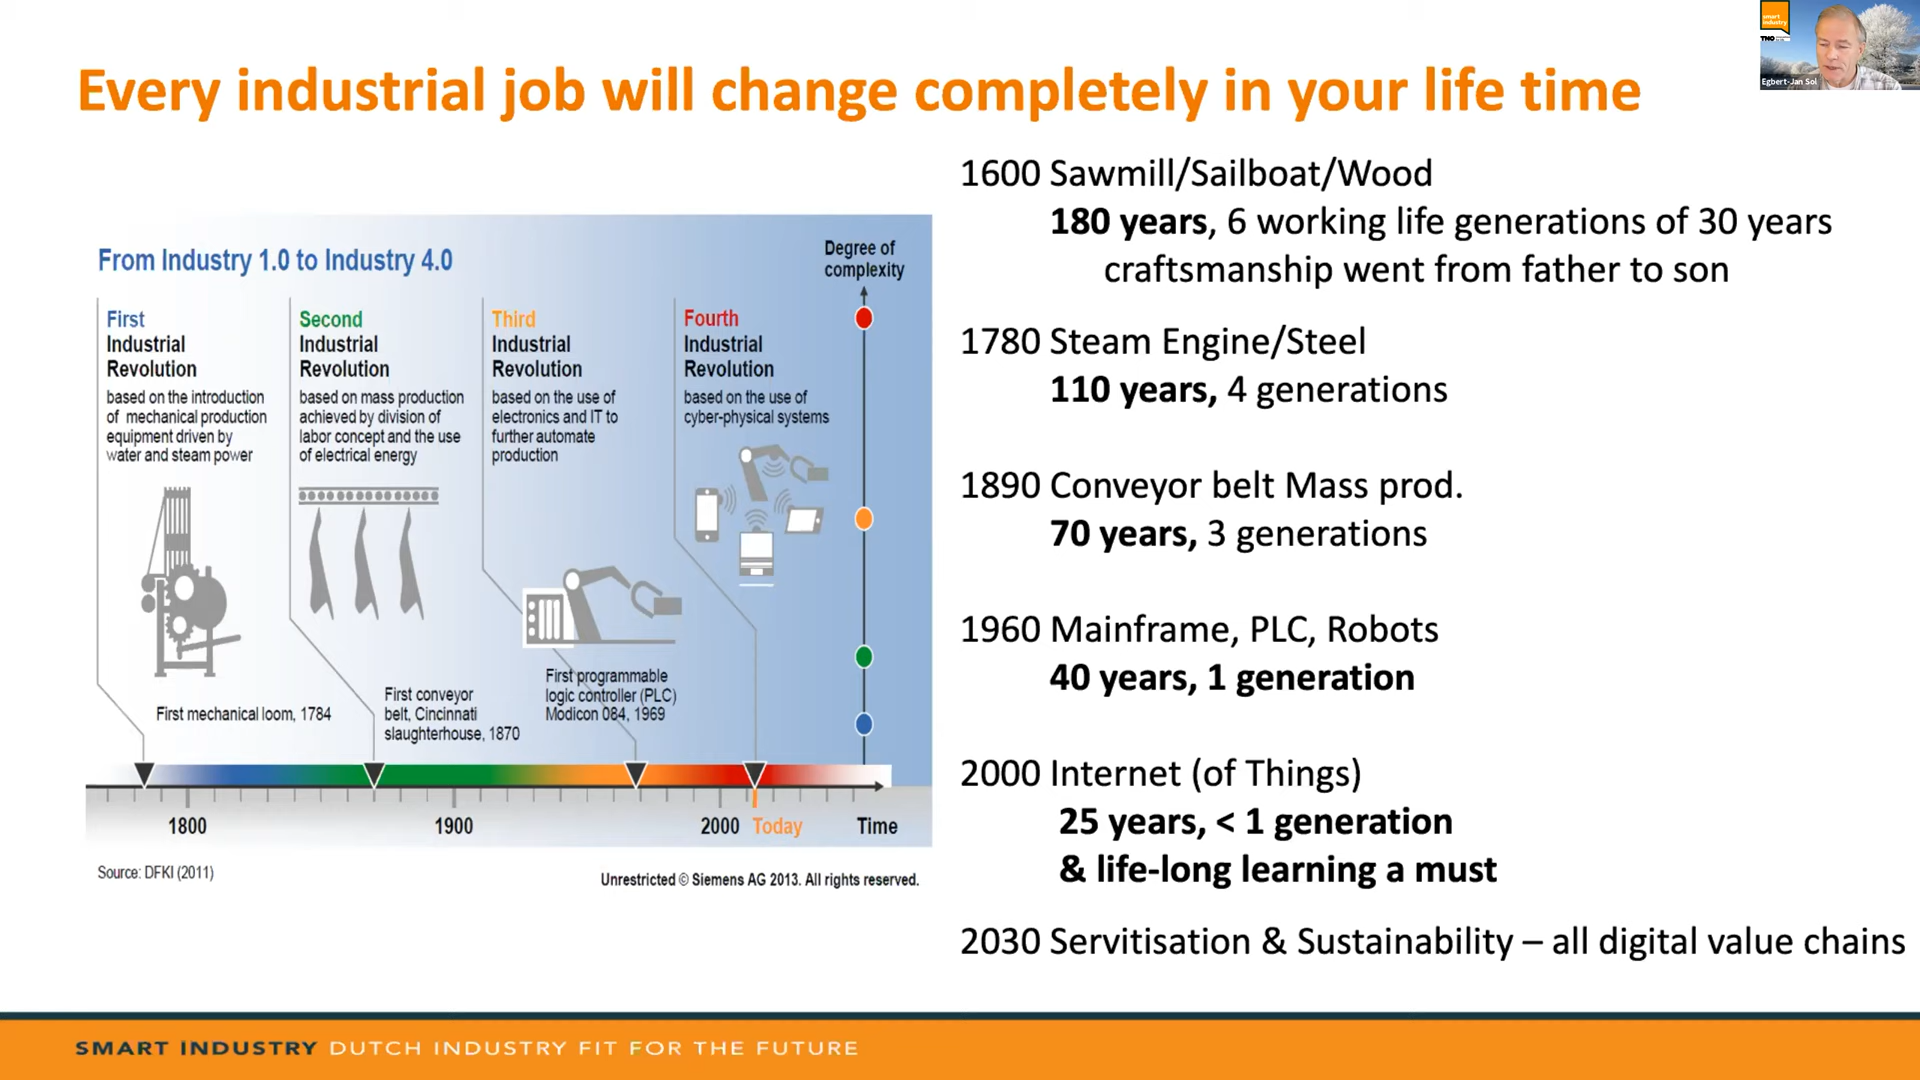 Every industrial job will change completely in your life time
smart
industry
TNO
Egbert-Jan Sol
From Industry 1.0 to Industry 4.0
Degree of
complexity
First
Industrial
Revolution
based on the introduction
of mechanical production
equipment driven by
water and steam power
Second
Industrial
Revolution
based on mass production
achieved by division of
labor concept and the use
of electrical energy
Third
Industrial
Revolution
based on the use of
electronics and IT to
further automate
production
Fourth
Industrial
Revolution
based on the use of
cyber-physical systems
First mechanical loom, 1784
First conveyor
belt, Cincinnati
slaughterhouse, 1870
First programmable
logic controller (PLC)
Modicon 084, 1969
1800
1900
2000
Today
Time
Source: DFKI (2011)
Unrestricted © Siemens AG 2013. All rights reserved.
1600 Sawmill/Sailboat/Wood
180 years, 6 working life generations of 30 years
craftsmanship went from father to son
1780 Steam Engine/Steel
110 years, 4 generations
1890 Conveyor belt Mass prod.
70 years, 3 generations
1960 Mainframe, PLC, Robots
40 years, 1 generation
2000 Internet (of Things)
25 years, < 1 generation
& life-long learning a must
2030 Servitisation & Sustainability – all digital value chains
SMART INDUSTRY DUTCH INDUSTRY FIT FOR THE FUTURE